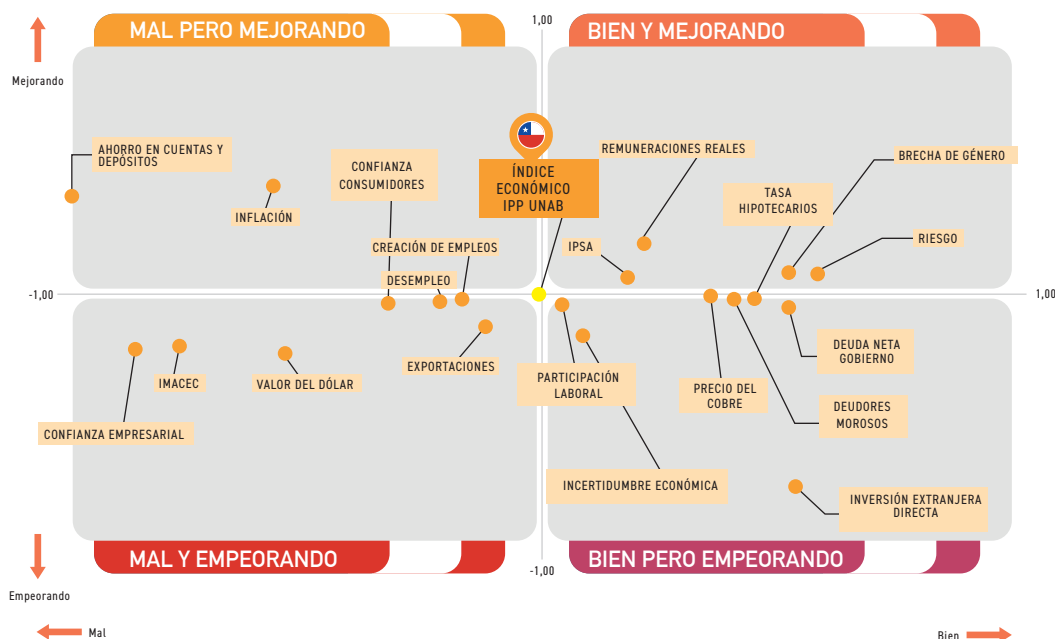 MAL PERO MEJORANDO
1,00
BIEN Y MEJORANDO
Mejorando
AHORRO EN CUENTAS Y
DEPÓSITOS
INFLACIÓN
CONFIANZA
CONSUMIDORES
CREACIÓN DE EMPLEOS
DESEMPLEO
ÍNDICE
ECONÓMICO
IPP UNAB
REMUNERACIONES REALES
IPSA
TASA
HIPOTECARIOS
BRECHA DE GÉNERO
RIESGO
-1,00
1,00
CONFIANZA EMPRESARIAL
IMACEC
VALOR DEL DÓLAR
EXPORTACIONES
PARTICIPACIÓN
LABORAL
INCERTIDUMBRE ECONÓMICA
PRECIO DEL
COBRE
DEUDA NETA
GOBIERNO
DEUDORES
MOROSOS
INVERSIÓN EXTRANJERA
DIRECTA
MAL Y EMPEORANDO
-1,00
BIEN PERO EMPEORANDO
Empeorando
Mal
Bien